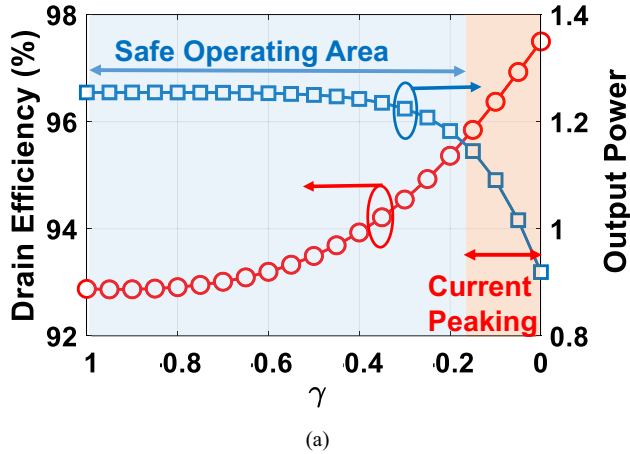 98
96
94
92
Drain Efficiency (%)
Safe Operating Area
Current
Peaking
1.4
1.2
1
0.8
Output Power
1 0.8 0.6 0.4 0.2 0
γ
(a)